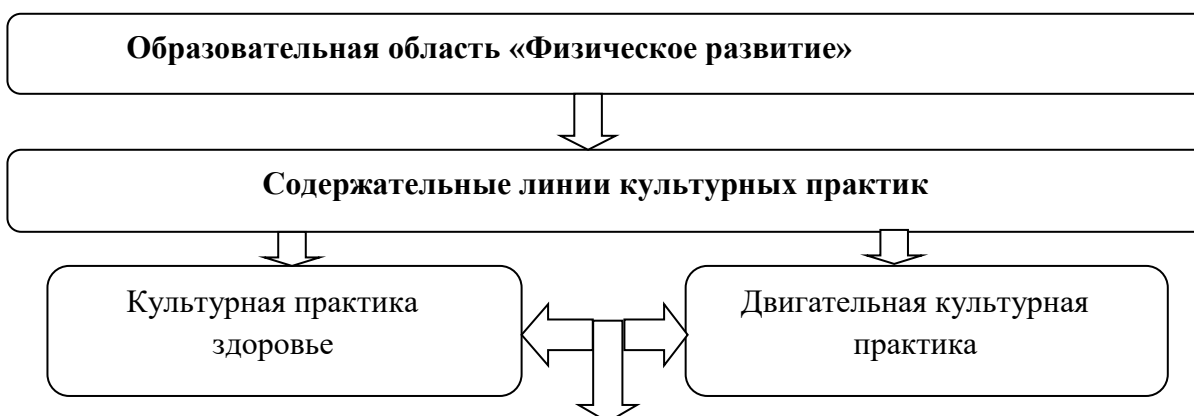 Образовательная область «Физическое развитие»
Содержательные линии культурных практик
Культурная практика
здоровье
Двигательная культурная
практика